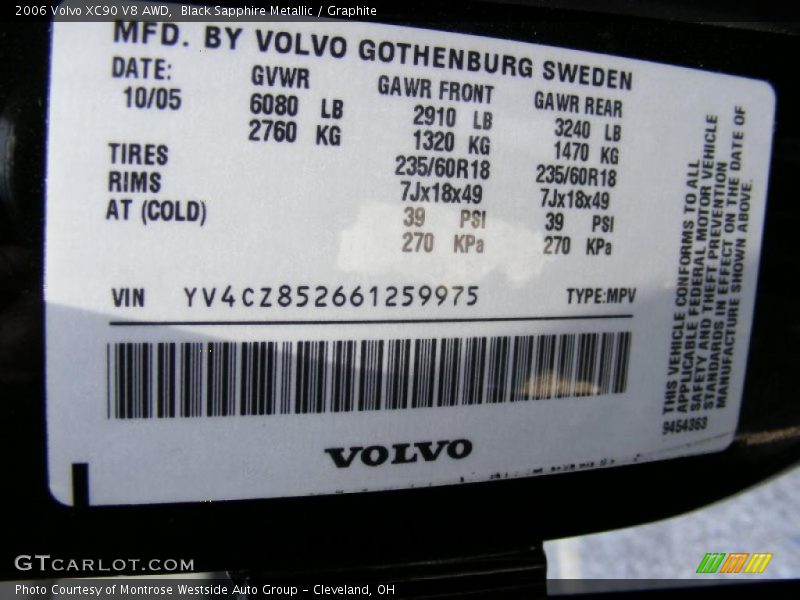 2006 Volvo XC90 V8 AWD, Black Sapphire Metallic / Graphite
MFD. BY VOLVO GOTHENBURG SWEDEN
DATE: GVWR GAWR FRONT GAWR REAR
10/05 6080 LB 2910 LB 3240 LB
2760 KG 1320 KG 1470 KG
TIRES 235/60R18 235/60R18
RIMS 7Jx18x49 7Jx18x49
AT (COLD) 39 PSI 39 PSI
270 KPa 270 KPa
VIN YV4CZ852661259975 TYPE:MPV
THIS VEHICLE CONFORMS TO ALL
APPLICABLE FEDERAL MOTOR VEHICLE
SAFETY AND THEFT PREVENTION
STANDARDS IN EFFECT ON THE DATE OF
MANUFACTURE SHOWN ABOVE.
9454363
VOLVO
GTCARLOT.COM
Photo Courtesy of Montrose Westside Auto Group - Cleveland, OH